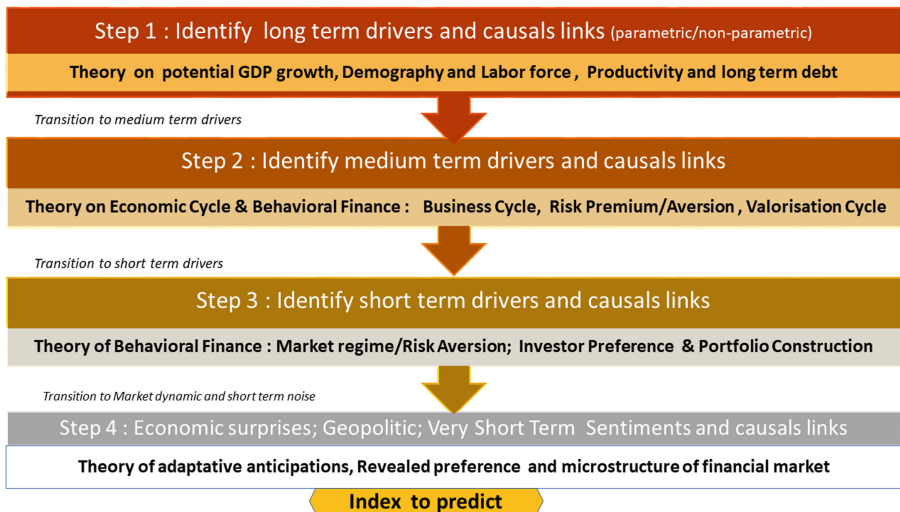 Step 1 : Identify long term drivers and causals links (parametric/non-parametric)
Theory on potential GDP growth, Demography and Labor force , Productivity and long term debt
Transition to medium term drivers
Step 2 : Identify medium term drivers and causals links
Theory on Economic Cycle & Behavioral Finance : Business Cycle, Risk Premium/Aversion , Valorisation Cycle
Transition to short term drivers
Step 3 : Identify short term drivers and causals links
Theory of Behavioral Finance : Market regime/Risk Aversion; Investor Preference & Portfolio Construction
Transition to Market dynamic and short term noise
Step 4 : Economic surprises; Geopolitic; Very Short Term Sentiments and causals links
Theory of adaptative anticipations, Revealed preference and microstructure of financial market
Index to predict